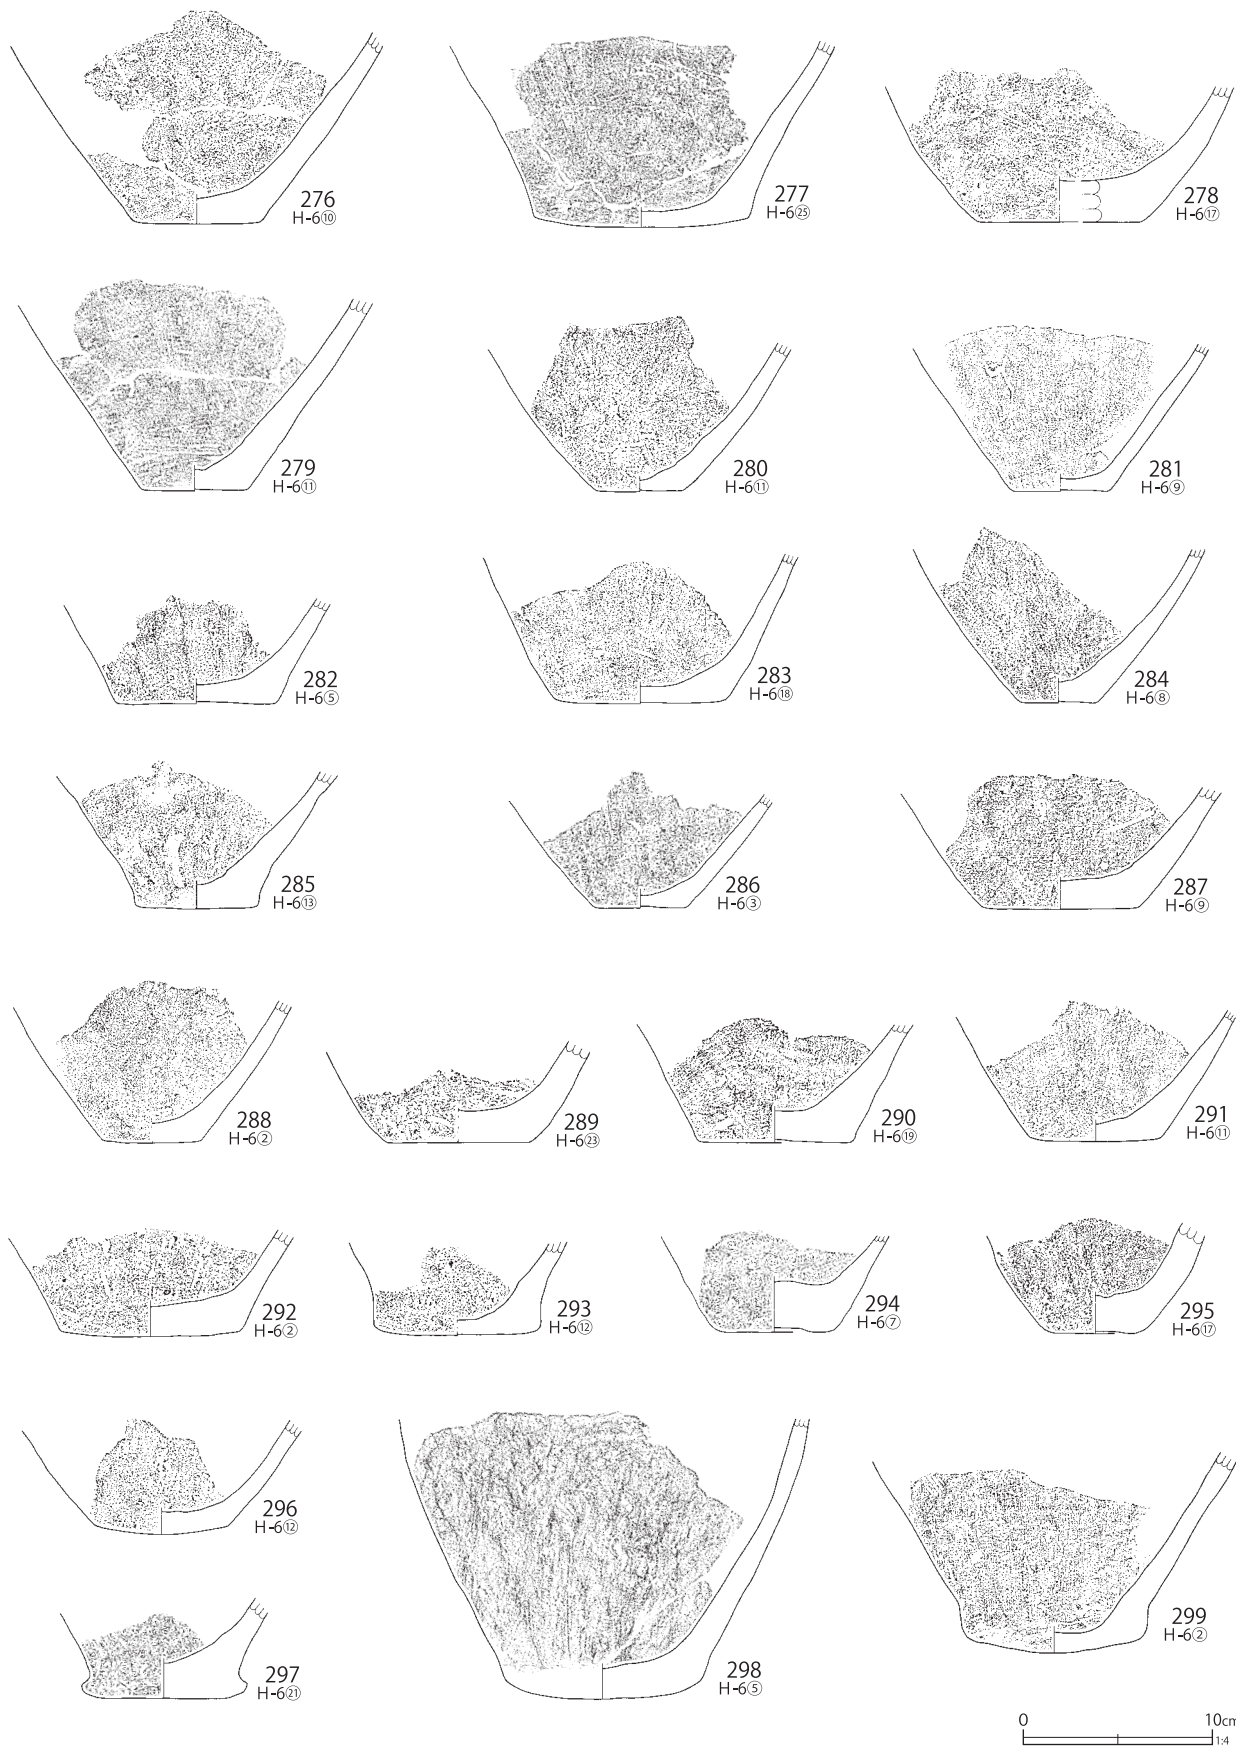 276
H-6⑩
277
H-6㉕
278
H-6⑰
279
H-6⑪
280
H-6⑪
281
H-6⑨
282
H-6⑤
283
H-6⑱
284
H-6⑧
285
H-6⑬
286
H-6③
287
H-6⑨
288
H-6②
289
H-6㉓
290
H-6⑲
291
H-6⑪
292
H-6②
293
H-6⑫
294
H-6⑦
295
H-6⑰
296
H-6⑫
297
H-6㉑
298
H-6⑤
299
H-6②
0 10cm
1:4